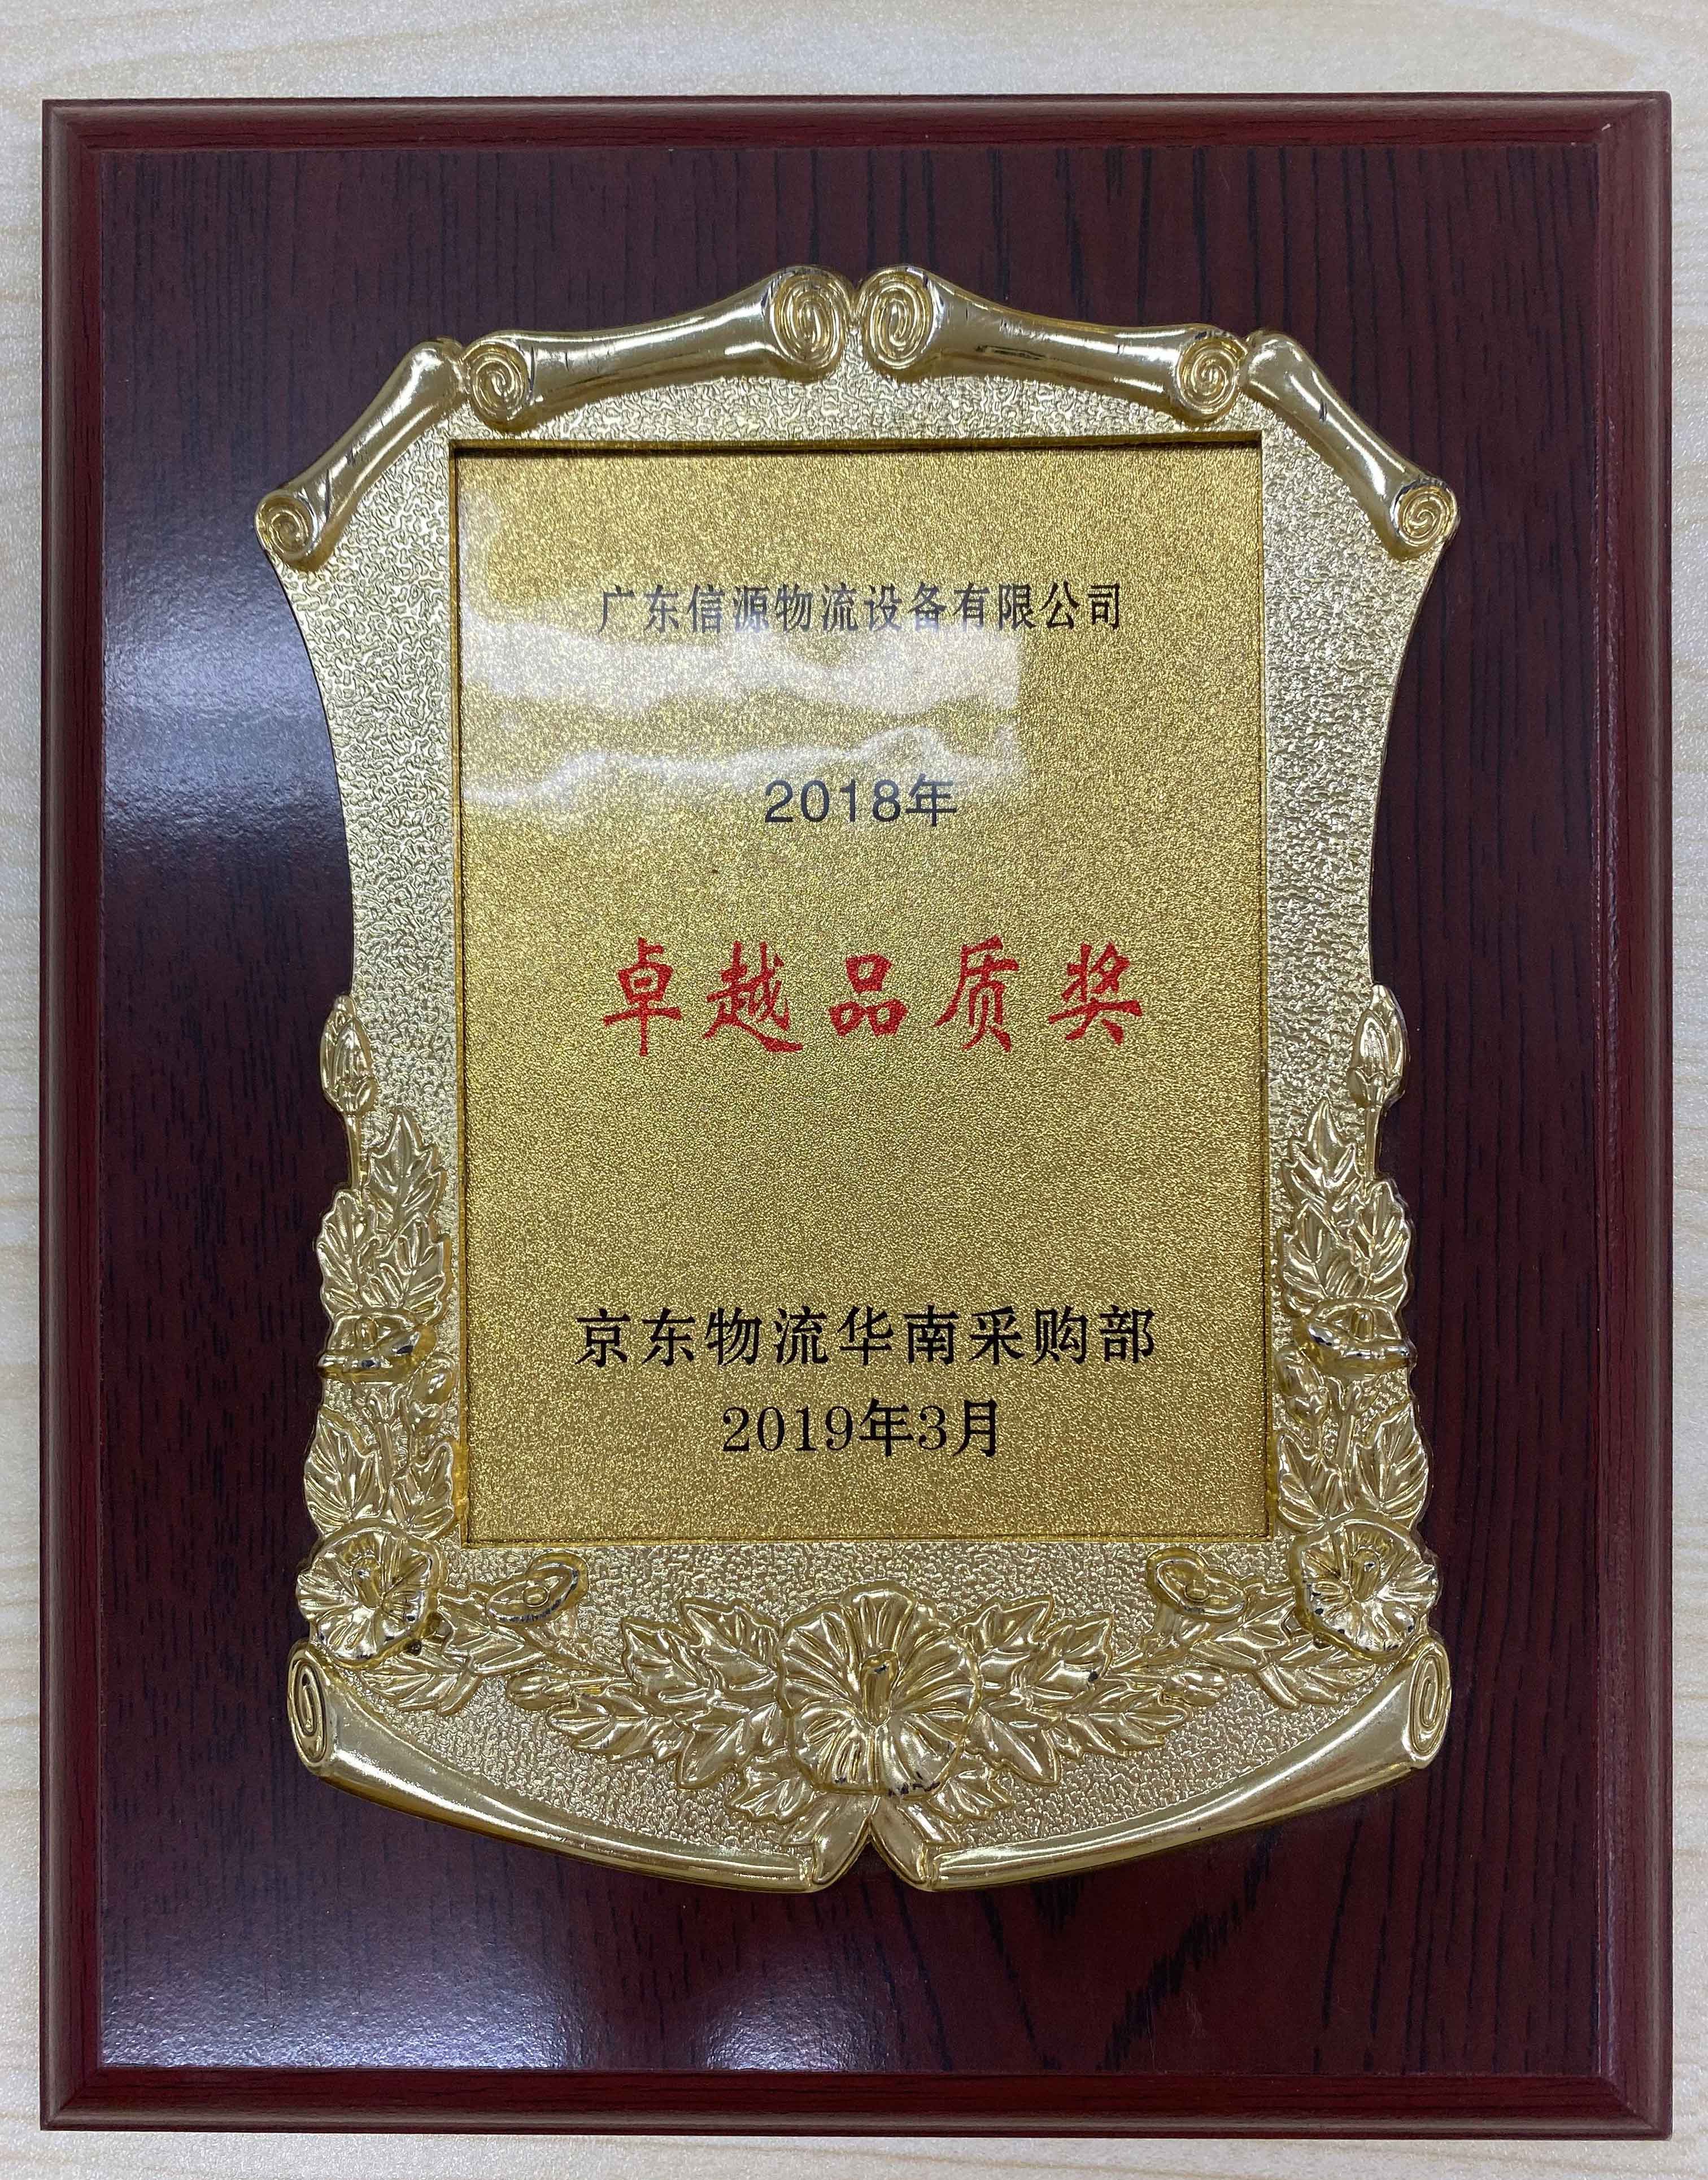 广东信源物流设备有限公司
2018年
卓越品质奖
京东物流华南采购部
2019年3月